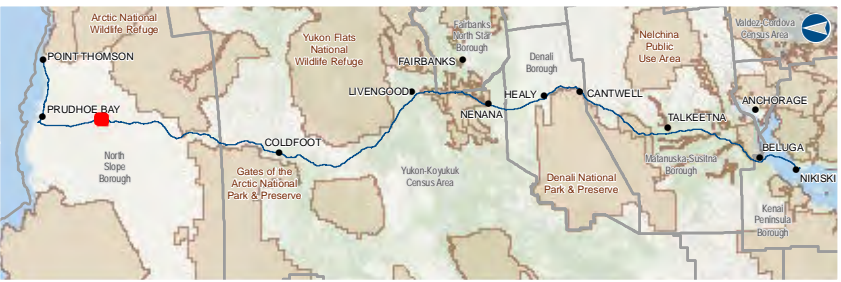 Arctic National
Wildlife Refuge
POINT THOMSON
PRUDHOE BAY
North
Slope
Borough
COLDFOOT
Gates of the
Arctic National
Park & Preserve
Yukon Flats
National
Wildlife Refuge
LIVENGOOD
FAIRBANKS
Fairbanks
North Star
Borough
NENANA
Yukon-Koyukuk
Census Area
Denali
Borough
HEALY
CANTWELL
Denali National
Park & Preserve
Nelchina
Public
Use Area
TALKEETNA
Matanuska-Susitna
Borough
Valdez-Cordova
Census Area
ANCHORAGE
BELUGA
NIKISKI
Kenai
Peninsula
Borough